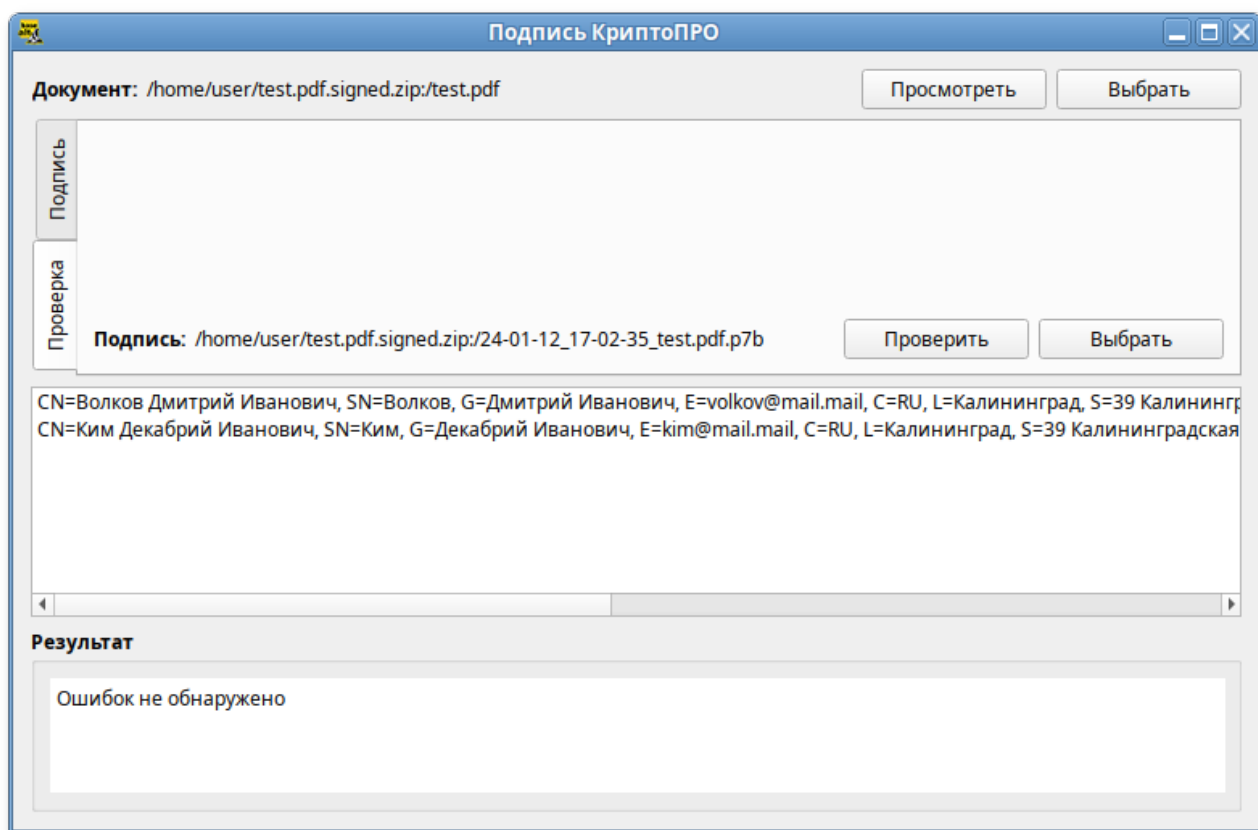 Подпись КриптоПРО
Документ: /home/user/test.pdf.signed.zip:/test.pdf
Просмотреть
Выбрать
Подпись
Проверка
Подпись: /home/user/test.pdf.signed.zip:/24-01-12_17-02-35_test.pdf.p7b
Проверить
Выбрать
CN=Волков Дмитрий Иванович, SN=Волков, G=Дмитрий Иванович, E=volkov@mail.mail, C=RU, L=Калининград, S=39 Калинингр
CN=Ким Декабрий Иванович, SN=Ким, G=Декабрий Иванович, E=kim@mail.mail, C=RU, L=Калининград, S=39 Калининградская
Результат
Ошибок не обнаружено